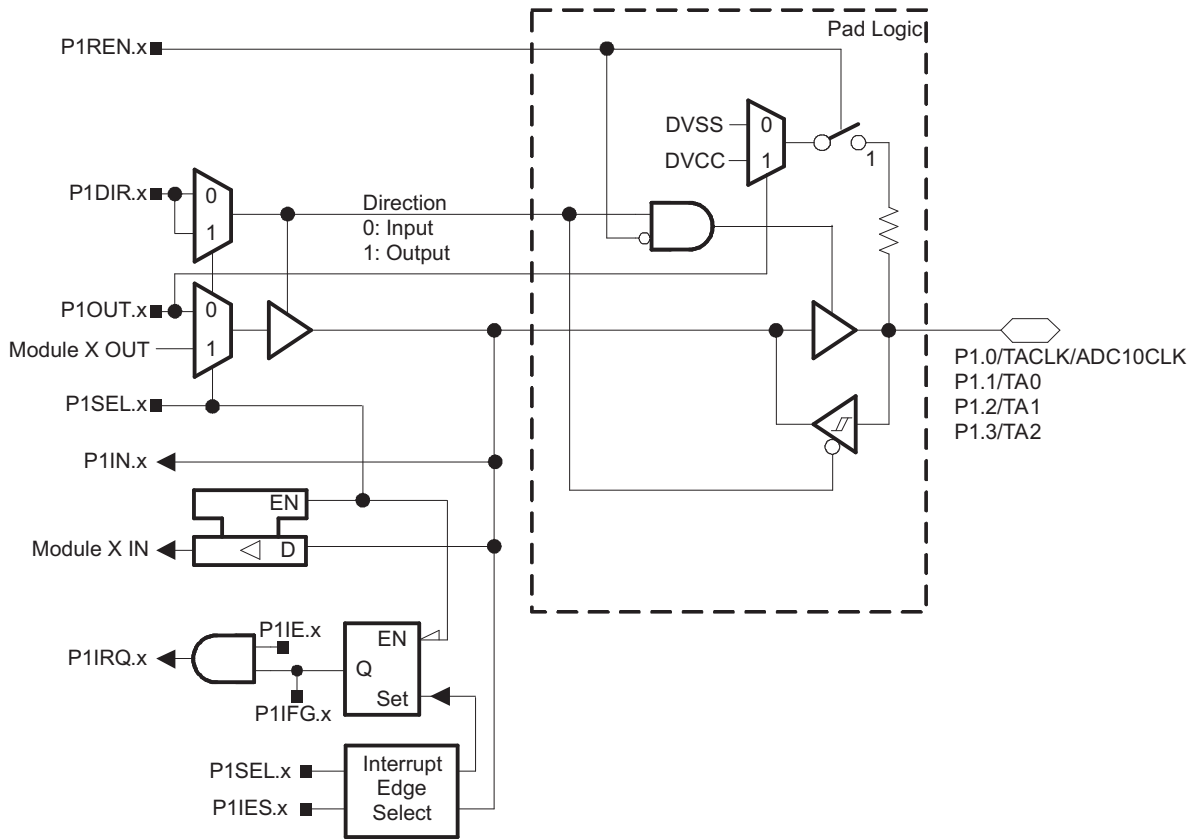 Pad Logic
P1REN.x
DVSS
0
DVCC
1
1
P1DIR.x
0
1
Direction
0: Input
1: Output
P1OUT.x
0
Module X OUT
1
P1SEL.x
P1.0/TACLK/ADC10CLK
P1.1/TA0
P1.2/TA1
P1.3/TA2
P1IN.x
EN
Module X IN
D
P1IE.x
P1IRQ.x
EN
Q
Set
P1IFG.x
P1SEL.x
P1IES.x
Interrupt
Edge
Select